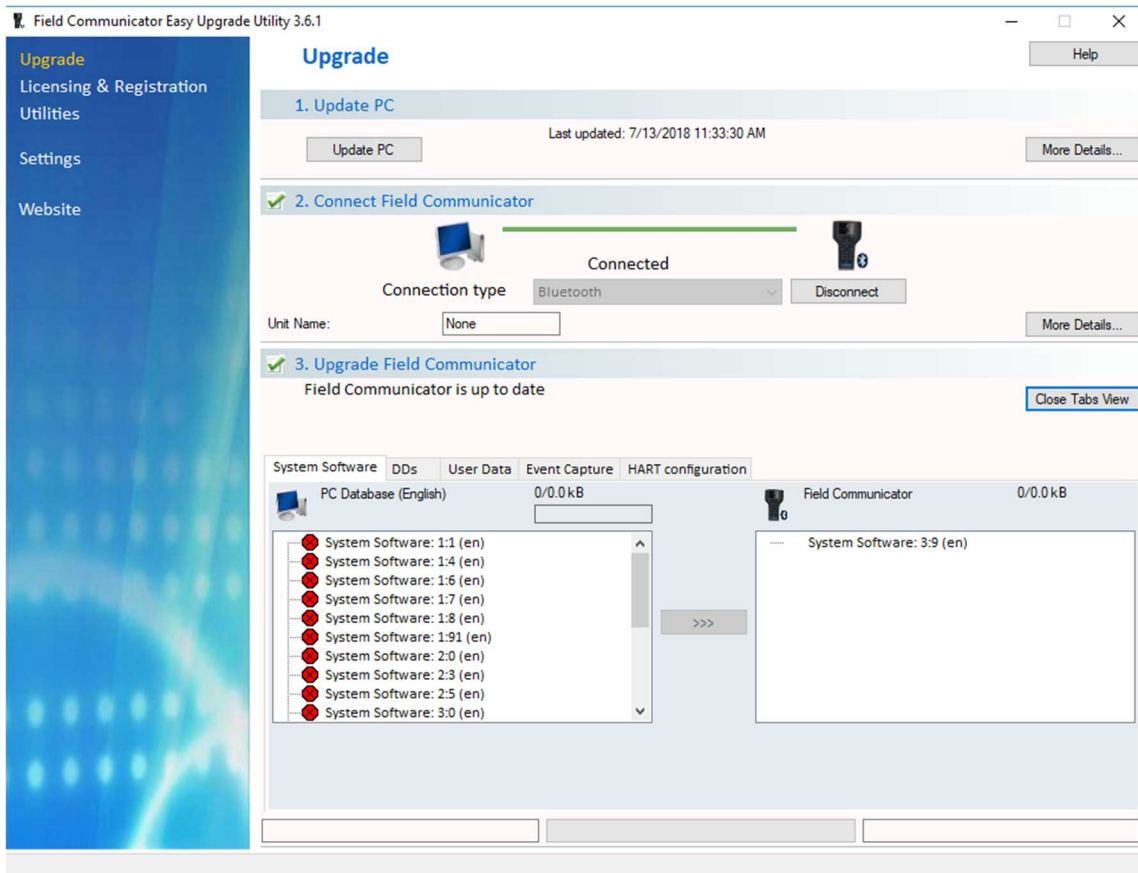 Field Communicator Easy Upgrade Utility 3.6.1
Upgrade
Licensing & Registration
Utilities
Settings
Website
Upgrade
Help
1. Update PC
Update PC
Last updated: 7/13/2018 11:33:30 AM
More Details...
2. Connect Field Communicator
Connected
Connection type
Bluetooth
Disconnect
Unit Name:
None
More Details...
3. Upgrade Field Communicator
Field Communicator is up to date
Close Tabs View
System Software
DDs
User Data
Event Capture
HART configuration
PC Database (English)
0/0.0 kB
Field Communicator
0/0.0 kB
System Software: 1:1 (en)
System Software: 1:4 (en)
System Software: 1:6 (en)
System Software: 1:7 (en)
System Software: 1:8 (en)
System Software: 1:91 (en)
System Software: 2:0 (en)
System Software: 2:3 (en)
System Software: 2:5 (en)
System Software: 3:0 (en)
>>>
System Software: 3:9 (en)